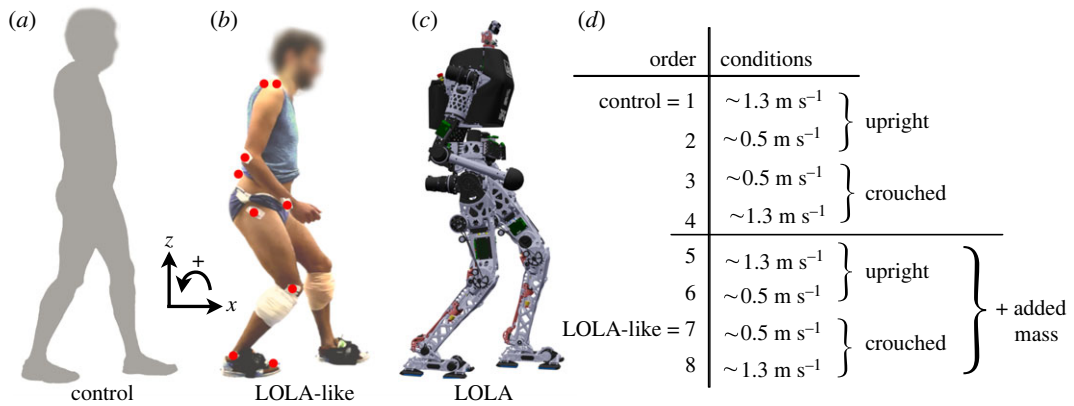 (a)
(b)
(c)
(d)
z
+
x
control
LOLA-like
LOLA
order conditions
control = 1 ~1.3 m s⁻¹
upright
2 ~0.5 m s⁻¹
3 ~0.5 m s⁻¹
crouched
4 ~1.3 m s⁻¹
5 ~1.3 m s⁻¹
upright
6 ~0.5 m s⁻¹
+ added
mass
LOLA-like = 7 ~0.5 m s⁻¹
crouched
8 ~1.3 m s⁻¹